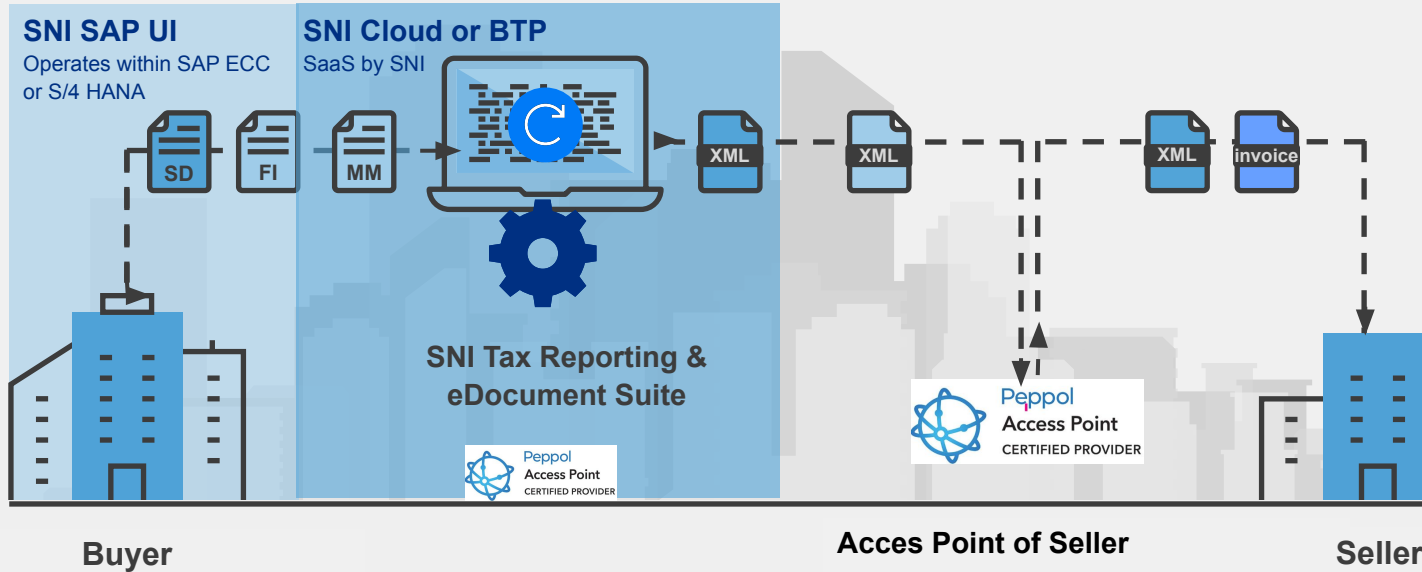 SNI SAP UI
Operates within SAP ECC
or S/4 HANA
SNI Cloud or BTP
SaaS by SNI
SD
FI
MM
XML
XML
XML
invoice
SNI Tax Reporting &
eDocument Suite
Peppol
Access Point
CERTIFIED PROVIDER
Peppol
Access Point
CERTIFIED PROVIDER
Buyer
Acces Point of Seller
Seller